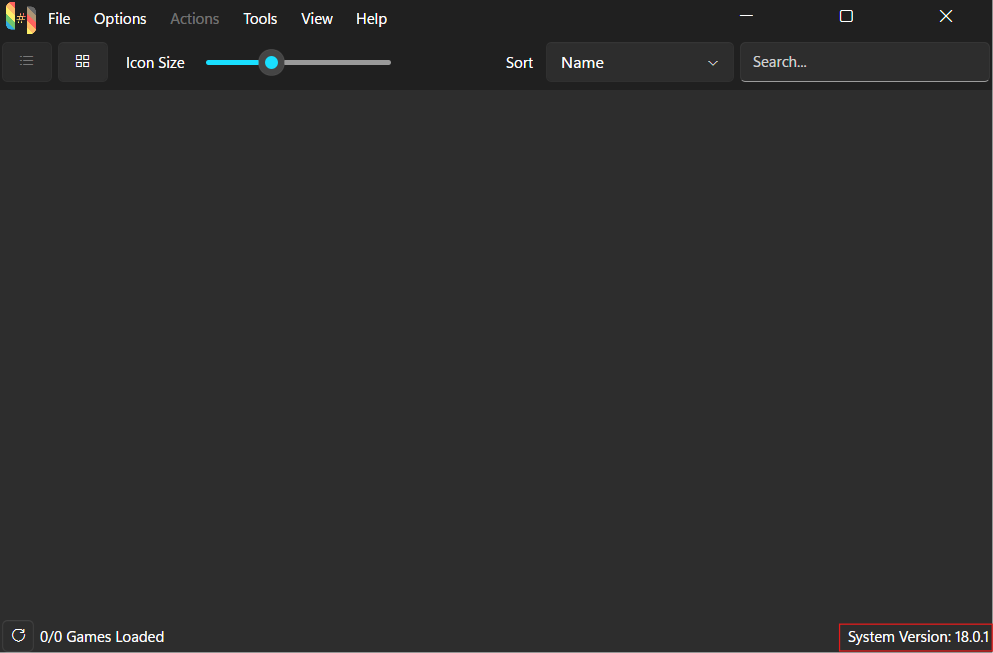 File Options Actions Tools View Help
Icon Size Sort Name Search...
0/0 Games Loaded System Version: 18.0.1